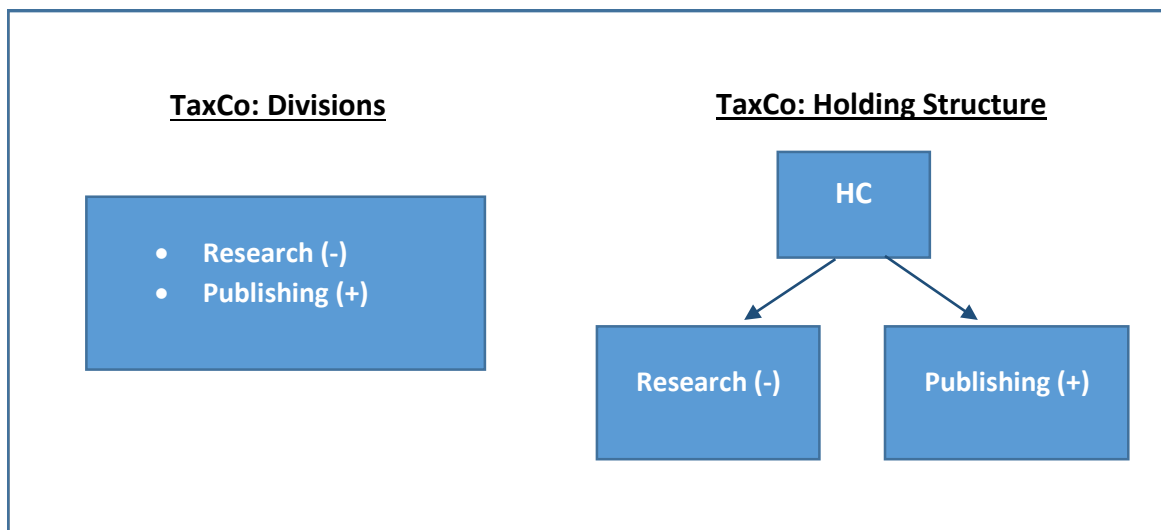 TaxCo: Divisions
• Research (-)
• Publishing (+)
TaxCo: Holding Structure
HC
Research (-)
Publishing (+)